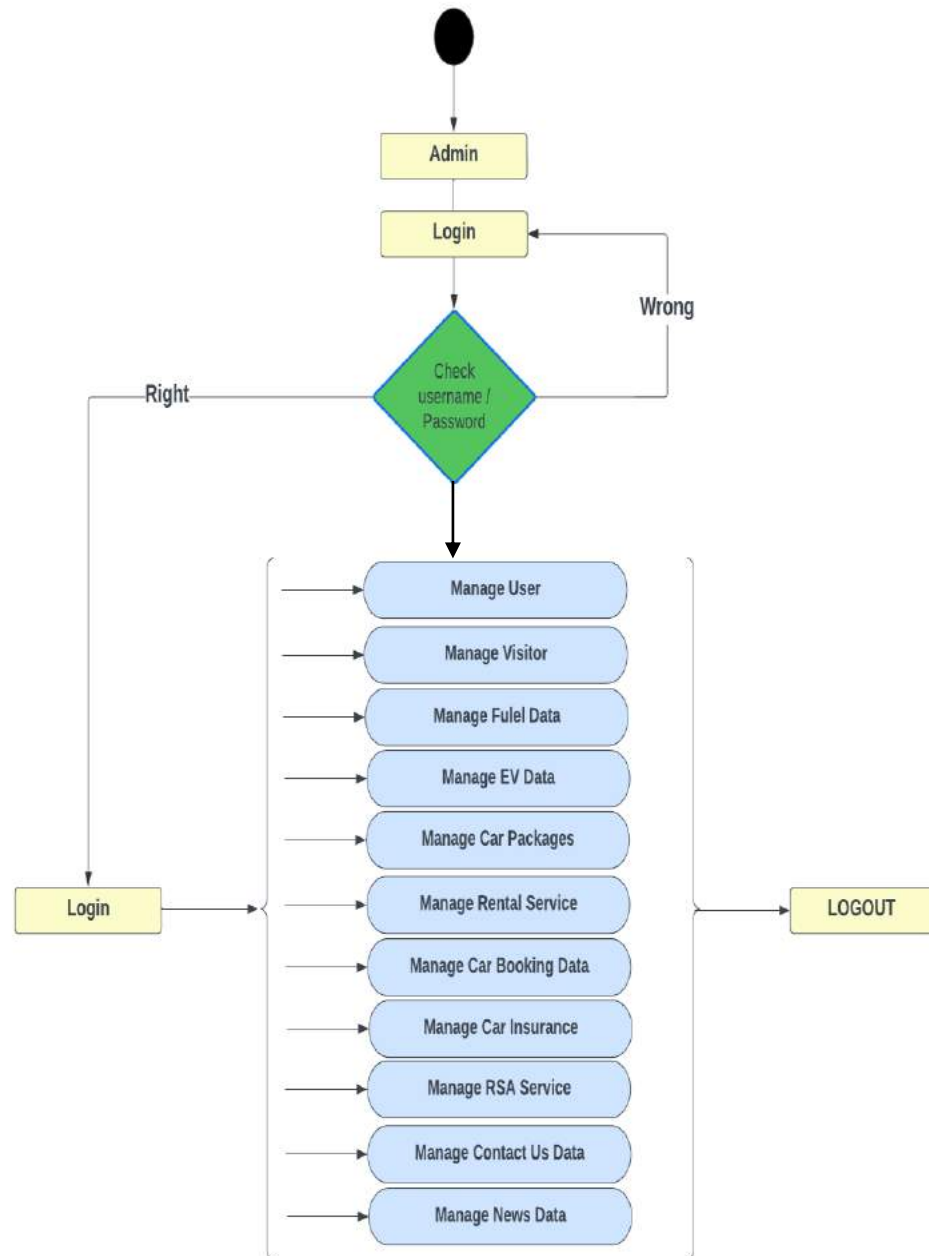 Admin
Login
Wrong
Check
username /
Password
Right
Manage User
Manage Visitor
Manage Fulel Data
Manage EV Data
Manage Car Packages
Login
Manage Rental Service
LOGOUT
Manage Car Booking Data
Manage Car Insurance
Manage RSA Service
Manage Contact Us Data
Manage News Data